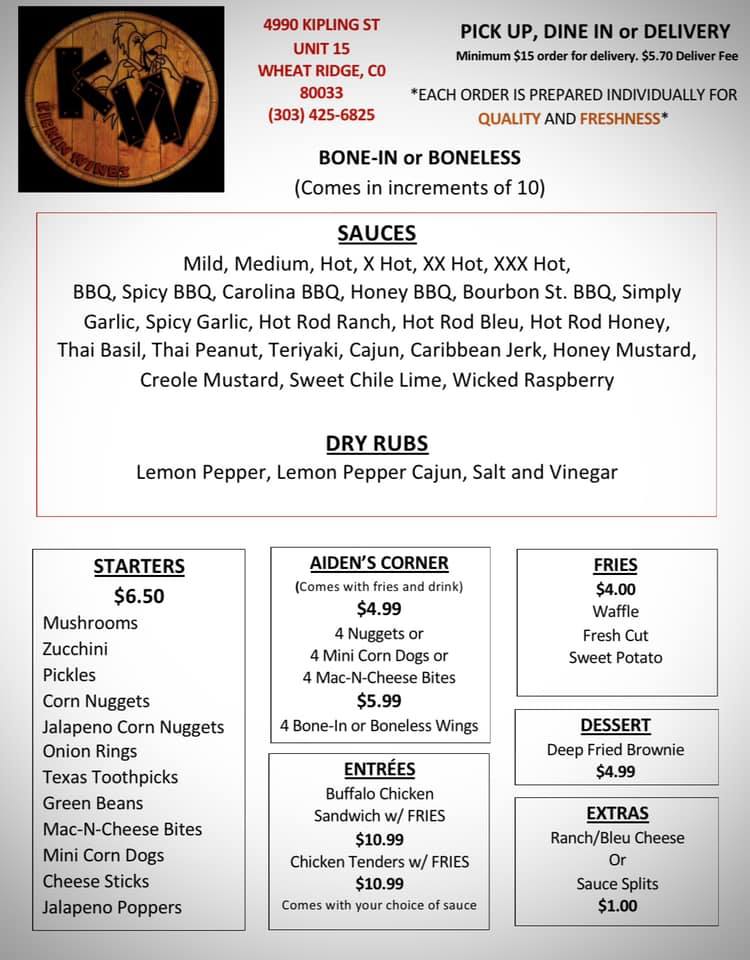 KW
KICKIN WINGS
4990 KIPLING ST
UNIT 15
WHEAT RIDGE, C0
80033
(303) 425-6825
PICK UP, DINE IN or DELIVERY
Minimum $15 order for delivery. $5.70 Deliver Fee
*EACH ORDER IS PREPARED INDIVIDUALLY FOR
QUALITY AND FRESHNESS*
BONE-IN or BONELESS
(Comes in increments of 10)
SAUCES
Mild, Medium, Hot, X Hot, XX Hot, XXX Hot,
BBQ, Spicy BBQ, Carolina BBQ, Honey BBQ, Bourbon St. BBQ, Simply
Garlic, Spicy Garlic, Hot Rod Ranch, Hot Rod Bleu, Hot Rod Honey,
Thai Basil, Thai Peanut, Teriyaki, Cajun, Caribbean Jerk, Honey Mustard,
Creole Mustard, Sweet Chile Lime, Wicked Raspberry
DRY RUBS
Lemon Pepper, Lemon Pepper Cajun, Salt and Vinegar
STARTERS
$6.50
Mushrooms
Zucchini
Pickles
Corn Nuggets
Jalapeno Corn Nuggets
Onion Rings
Texas Toothpicks
Green Beans
Mac-N-Cheese Bites
Mini Corn Dogs
Cheese Sticks
Jalapeno Poppers
AIDEN'S CORNER
(Comes with fries and drink)
$4.99
4 Nuggets or
4 Mini Corn Dogs or
4 Mac-N-Cheese Bites
$5.99
4 Bone-In or Boneless Wings
ENTRÉES
Buffalo Chicken
Sandwich w/ FRIES
$10.99
Chicken Tenders w/ FRIES
$10.99
Comes with your choice of sauce
FRIES
$4.00
Waffle
Fresh Cut
Sweet Potato
DESSERT
Deep Fried Brownie
$4.99
EXTRAS
Ranch/Bleu Cheese
Or
Sauce Splits
$1.00